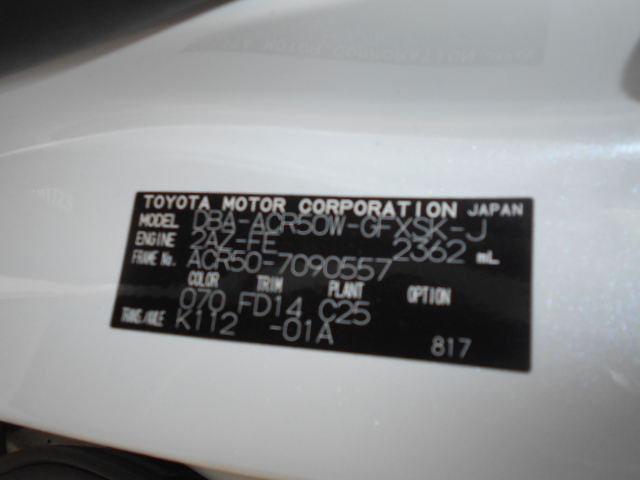 TOYOTA MOTOR CORPORATION JAPAN
MODEL DBA-ACR50W-GFXSK-J
ENGINE 2AZ-FE 2362 mL
FRAME No. ACR50-7090557
COLOR TRIM PLANT OPTION
070 FD14 C25
TRANS./AXLE K112 -01A
817